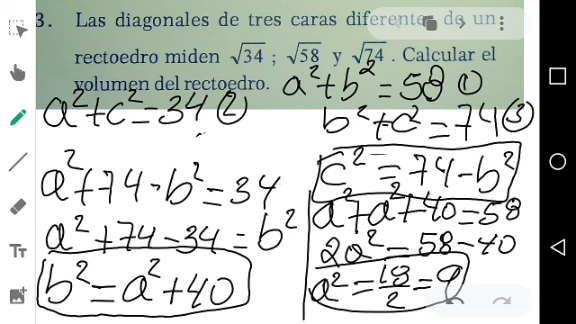 3. Las diagonales de tres caras diferentes de un
rectoedro miden √34 ; √58 y √74 . Calcular el
volumen del rectoedro.
a²+b²=58 ①
a²+c²=34 ②
b²+c²=74 ③
c²=74-b²
a²+74-b²=34
a²+74-34=b²
b²=a²+40
a²+a²+40=58
2a²=58-40
a²=18/2=9
Tт